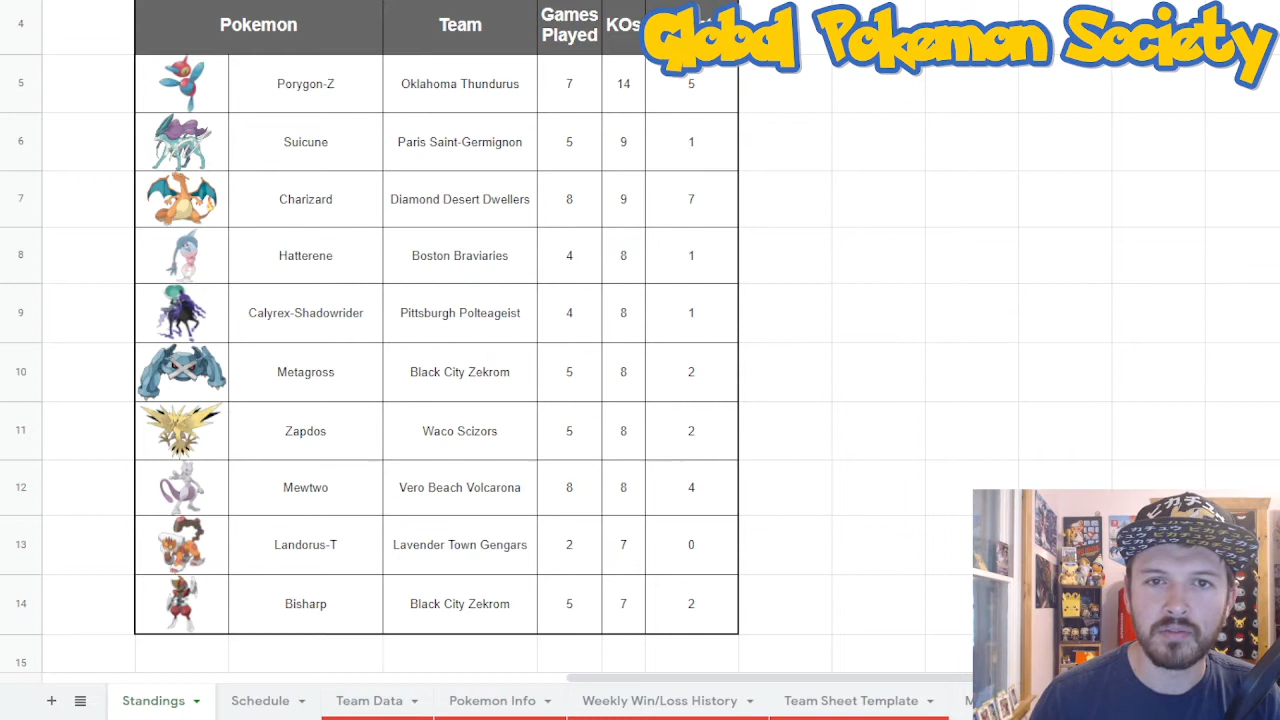 Global Pokemon Society
4 Pokemon Team Games Played KOs
5 Porygon-Z Oklahoma Thundurus 7 14 5
6 Suicune Paris Saint-Germignon 5 9 1
7 Charizard Diamond Desert Dwellers 8 9 7
8 Hatterene Boston Braviaries 4 8 1
9 Calyrex-Shadowrider Pittsburgh Polteageist 4 8 1
10 Metagross Black City Zekrom 5 8 2
11 Zapdos Waco Scizors 5 8 2
12 Mewtwo Vero Beach Volcarona 8 8 4
13 Landorus-T Lavender Town Gengars 2 7 0
14 Bisharp Black City Zekrom 5 7 2
15
+ Standings Schedule Team Data Pokemon Info Weekly Win/Loss History Team Sheet Template
ピカチュウ